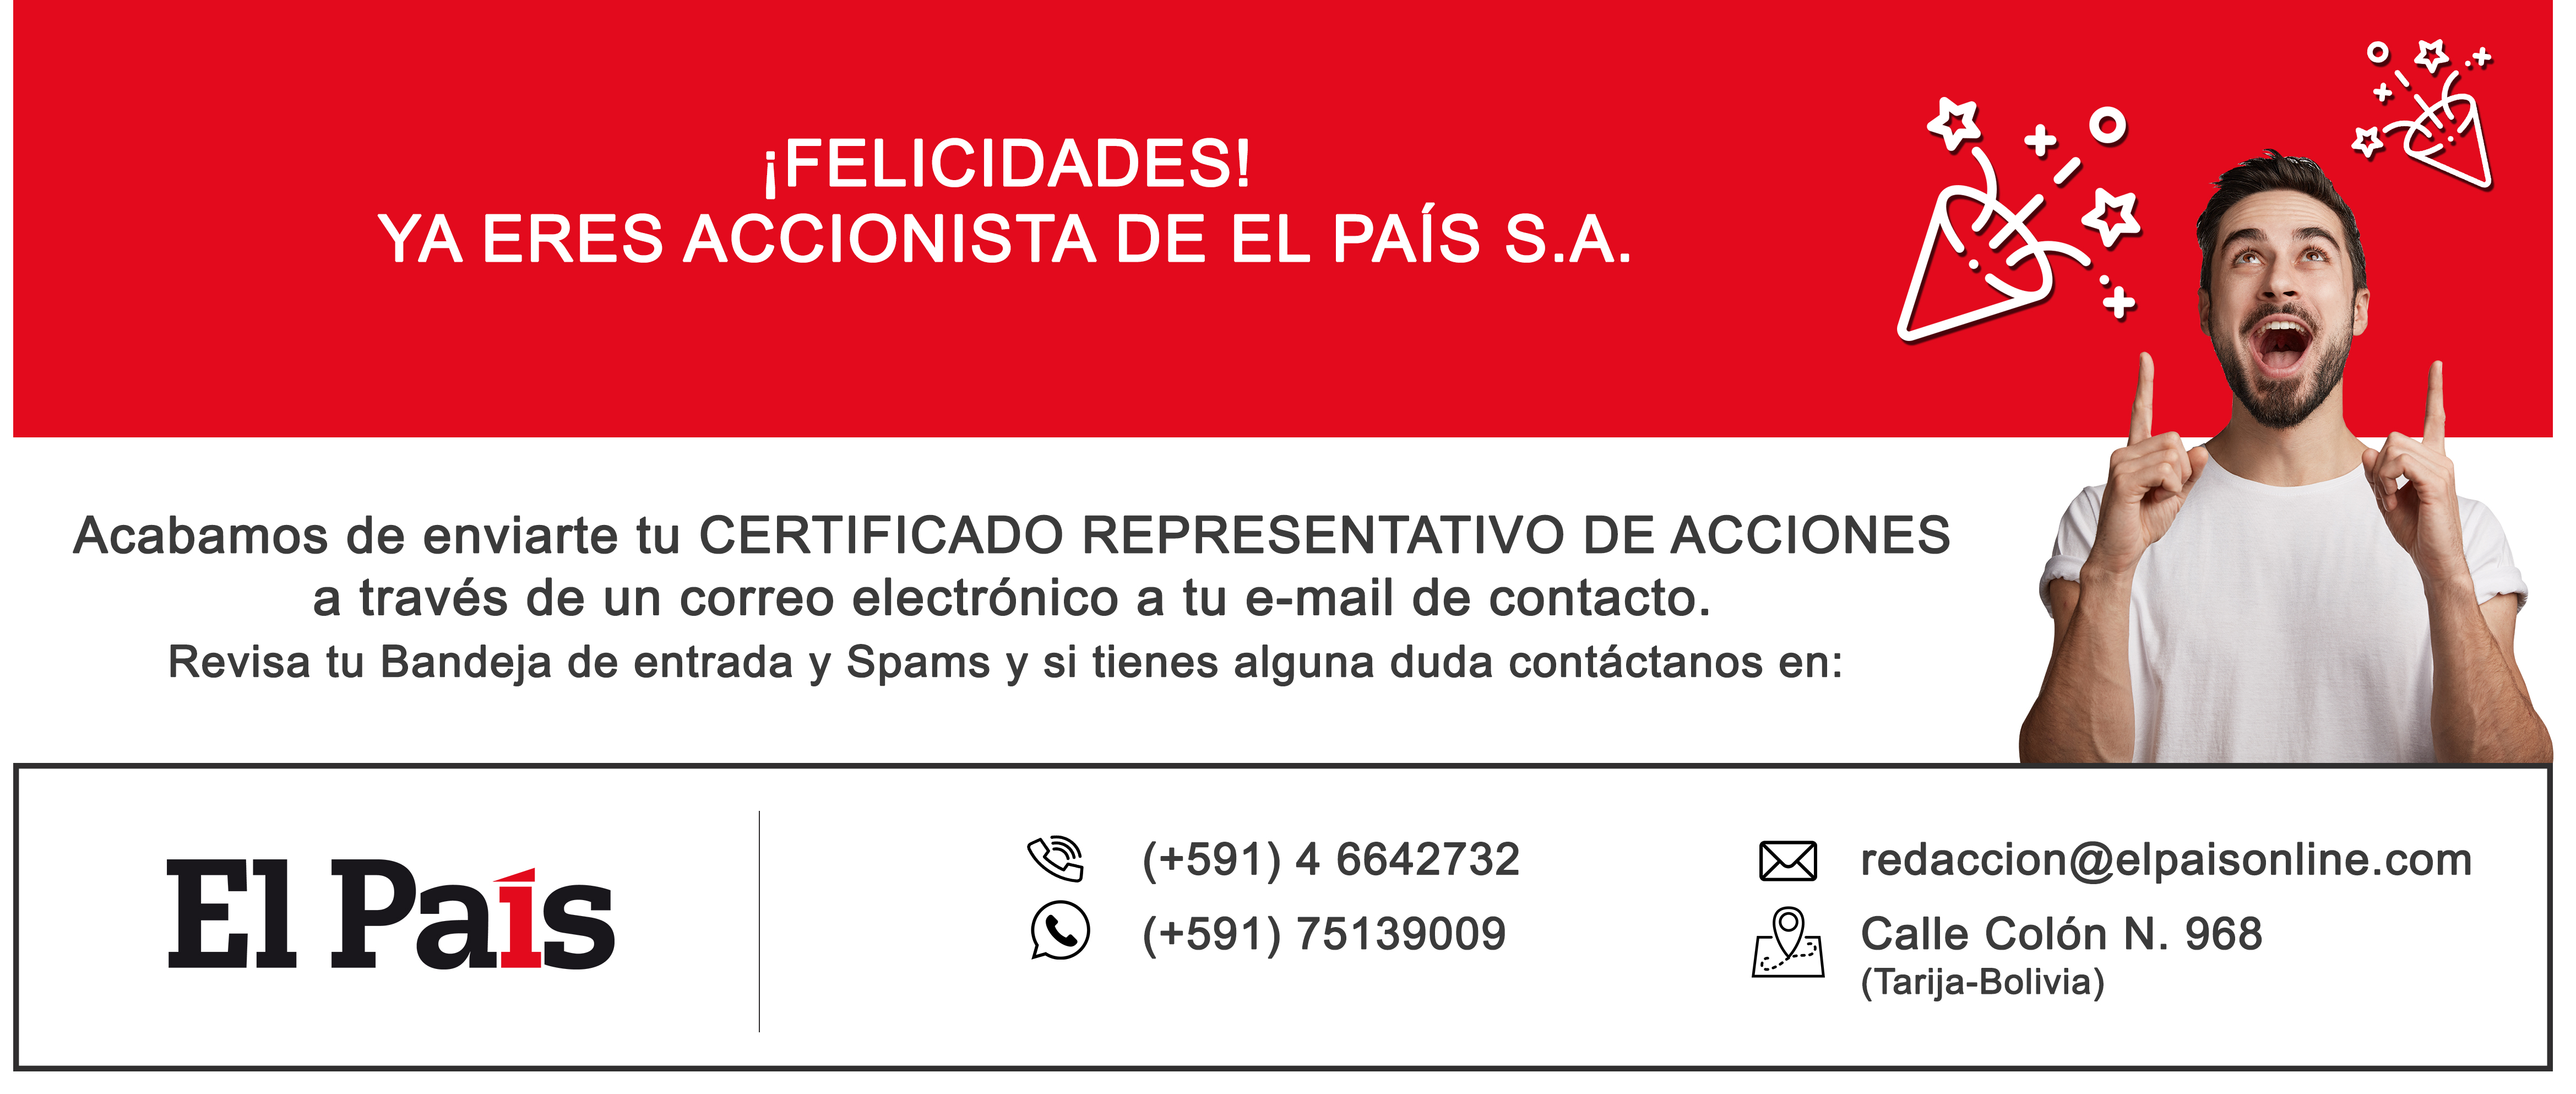 ¡FELICIDADES!
YA ERES ACCIONISTA DE EL PAÍS S.A.
Acabamos de enviarte tu CERTIFICADO REPRESENTATIVO DE ACCIONES
a través de un correo electrónico a tu e-mail de contacto.
Revisa tu Bandeja de entrada y Spams y si tienes alguna duda contáctanos en:
El País
(+591) 4 6642732
(+591) 75139009
redaccion@elpaisonline.com
Calle Colón N. 968
(Tarija-Bolivia)